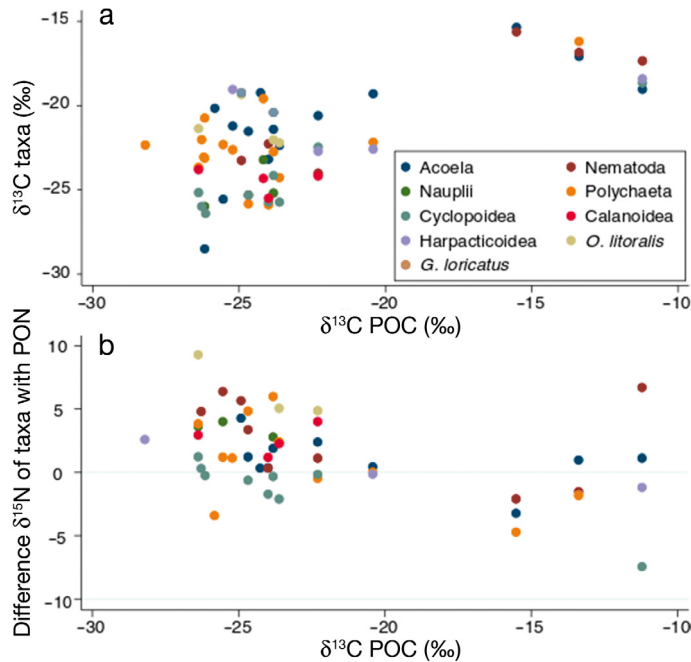 a
−15
−20
−25
−30
δ¹³C taxa (‰)
Acoela
Nematoda
Nauplii
Polychaeta
Cyclopoidea
Calanoidea
Harpacticoidea
O. litoralis
G. loricatus
−30 −25 −20 −15 −10
δ¹³C POC (‰)
b
10
5
0
−5
−10
Difference δ¹⁵N of taxa with PON
−30 −25 −20 −15 −10
δ¹³C POC (‰)